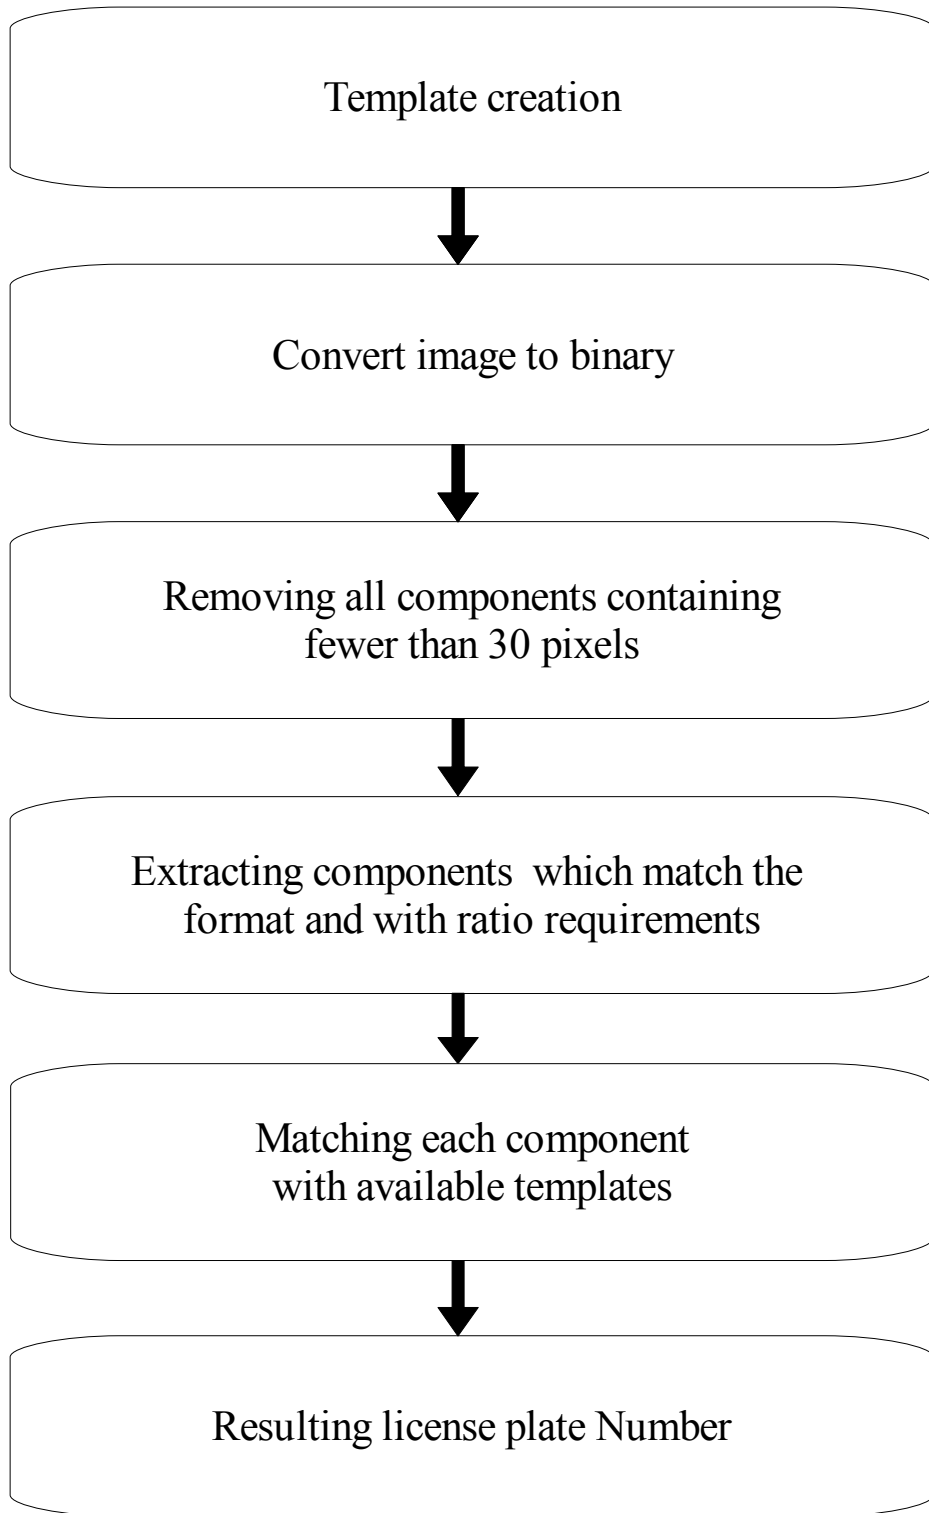 Template creation
Convert image to binary
Removing all components containing
fewer than 30 pixels
Extracting components  which match the
format and with ratio requirements
Matching each component
with available templates
Resulting license plate Number